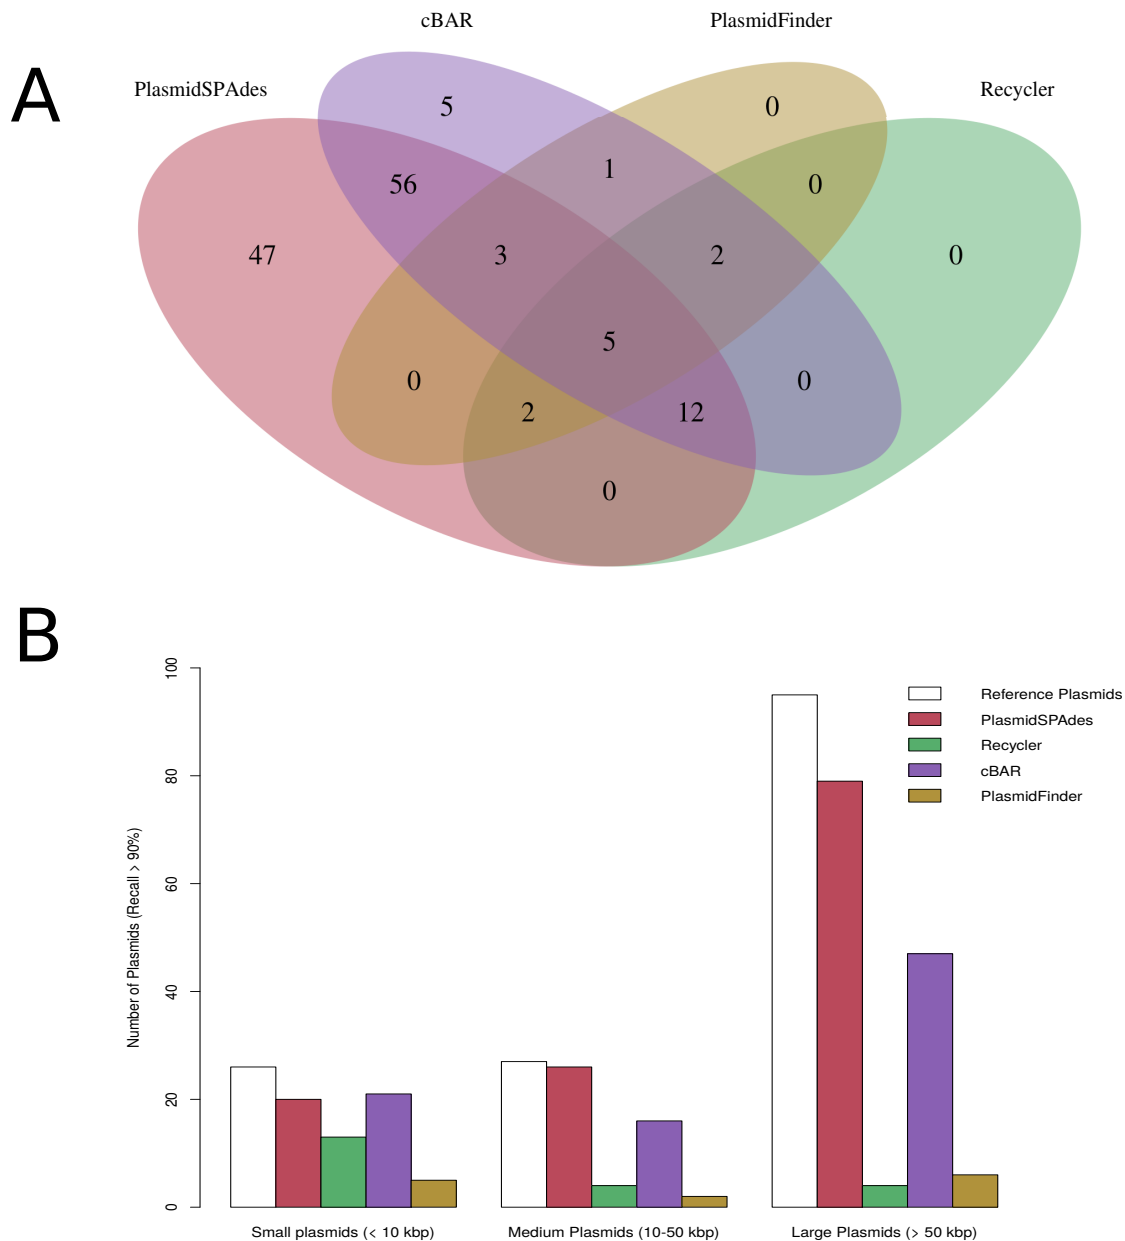 A
cBAR
PlasmidFinder
PlasmidSPAdes
Recycler
5
0
56
1
0
47
3
2
0
5
0
0
2
12
0
B
Number of Plasmids (Recall > 90%)
100
80
60
40
20
0
Reference Plasmids
PlasmidSPAdes
Recycler
cBAR
PlasmidFinder
Small plasmids (< 10 kbp)
Medium Plasmids (10-50 kbp)
Large Plasmids (> 50 kbp)